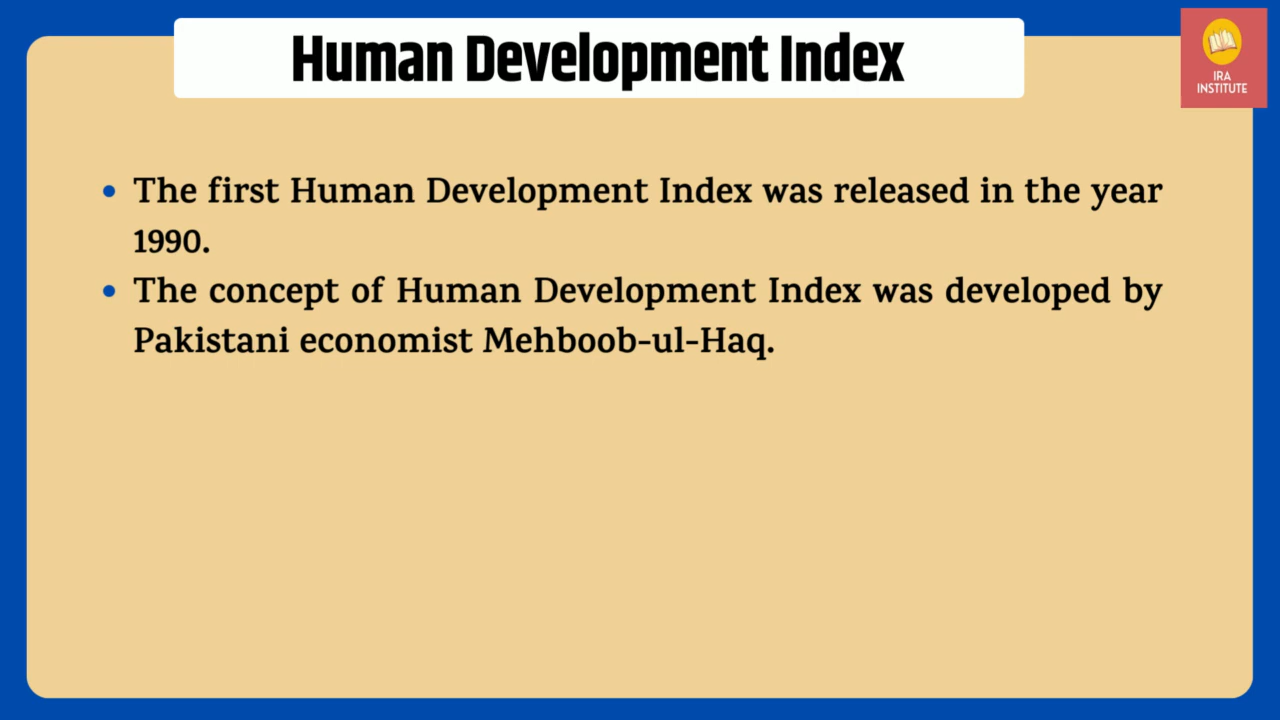 Human Development Index
IRA
INSTITUTE
• The first Human Development Index was released in the year
1990.
• The concept of Human Development Index was developed by
Pakistani economist Mehboob-ul-Haq.